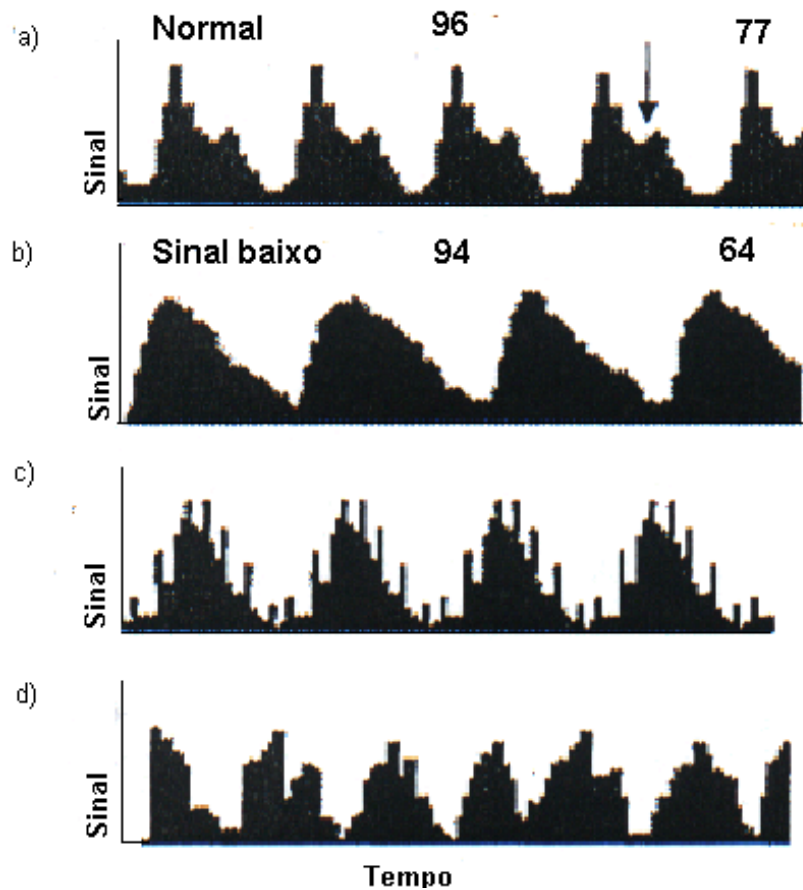 a) Normal 96 77
Sinal
b) Sinal baixo 94 64
Sinal
c)
Sinal
d)
Sinal
Tempo